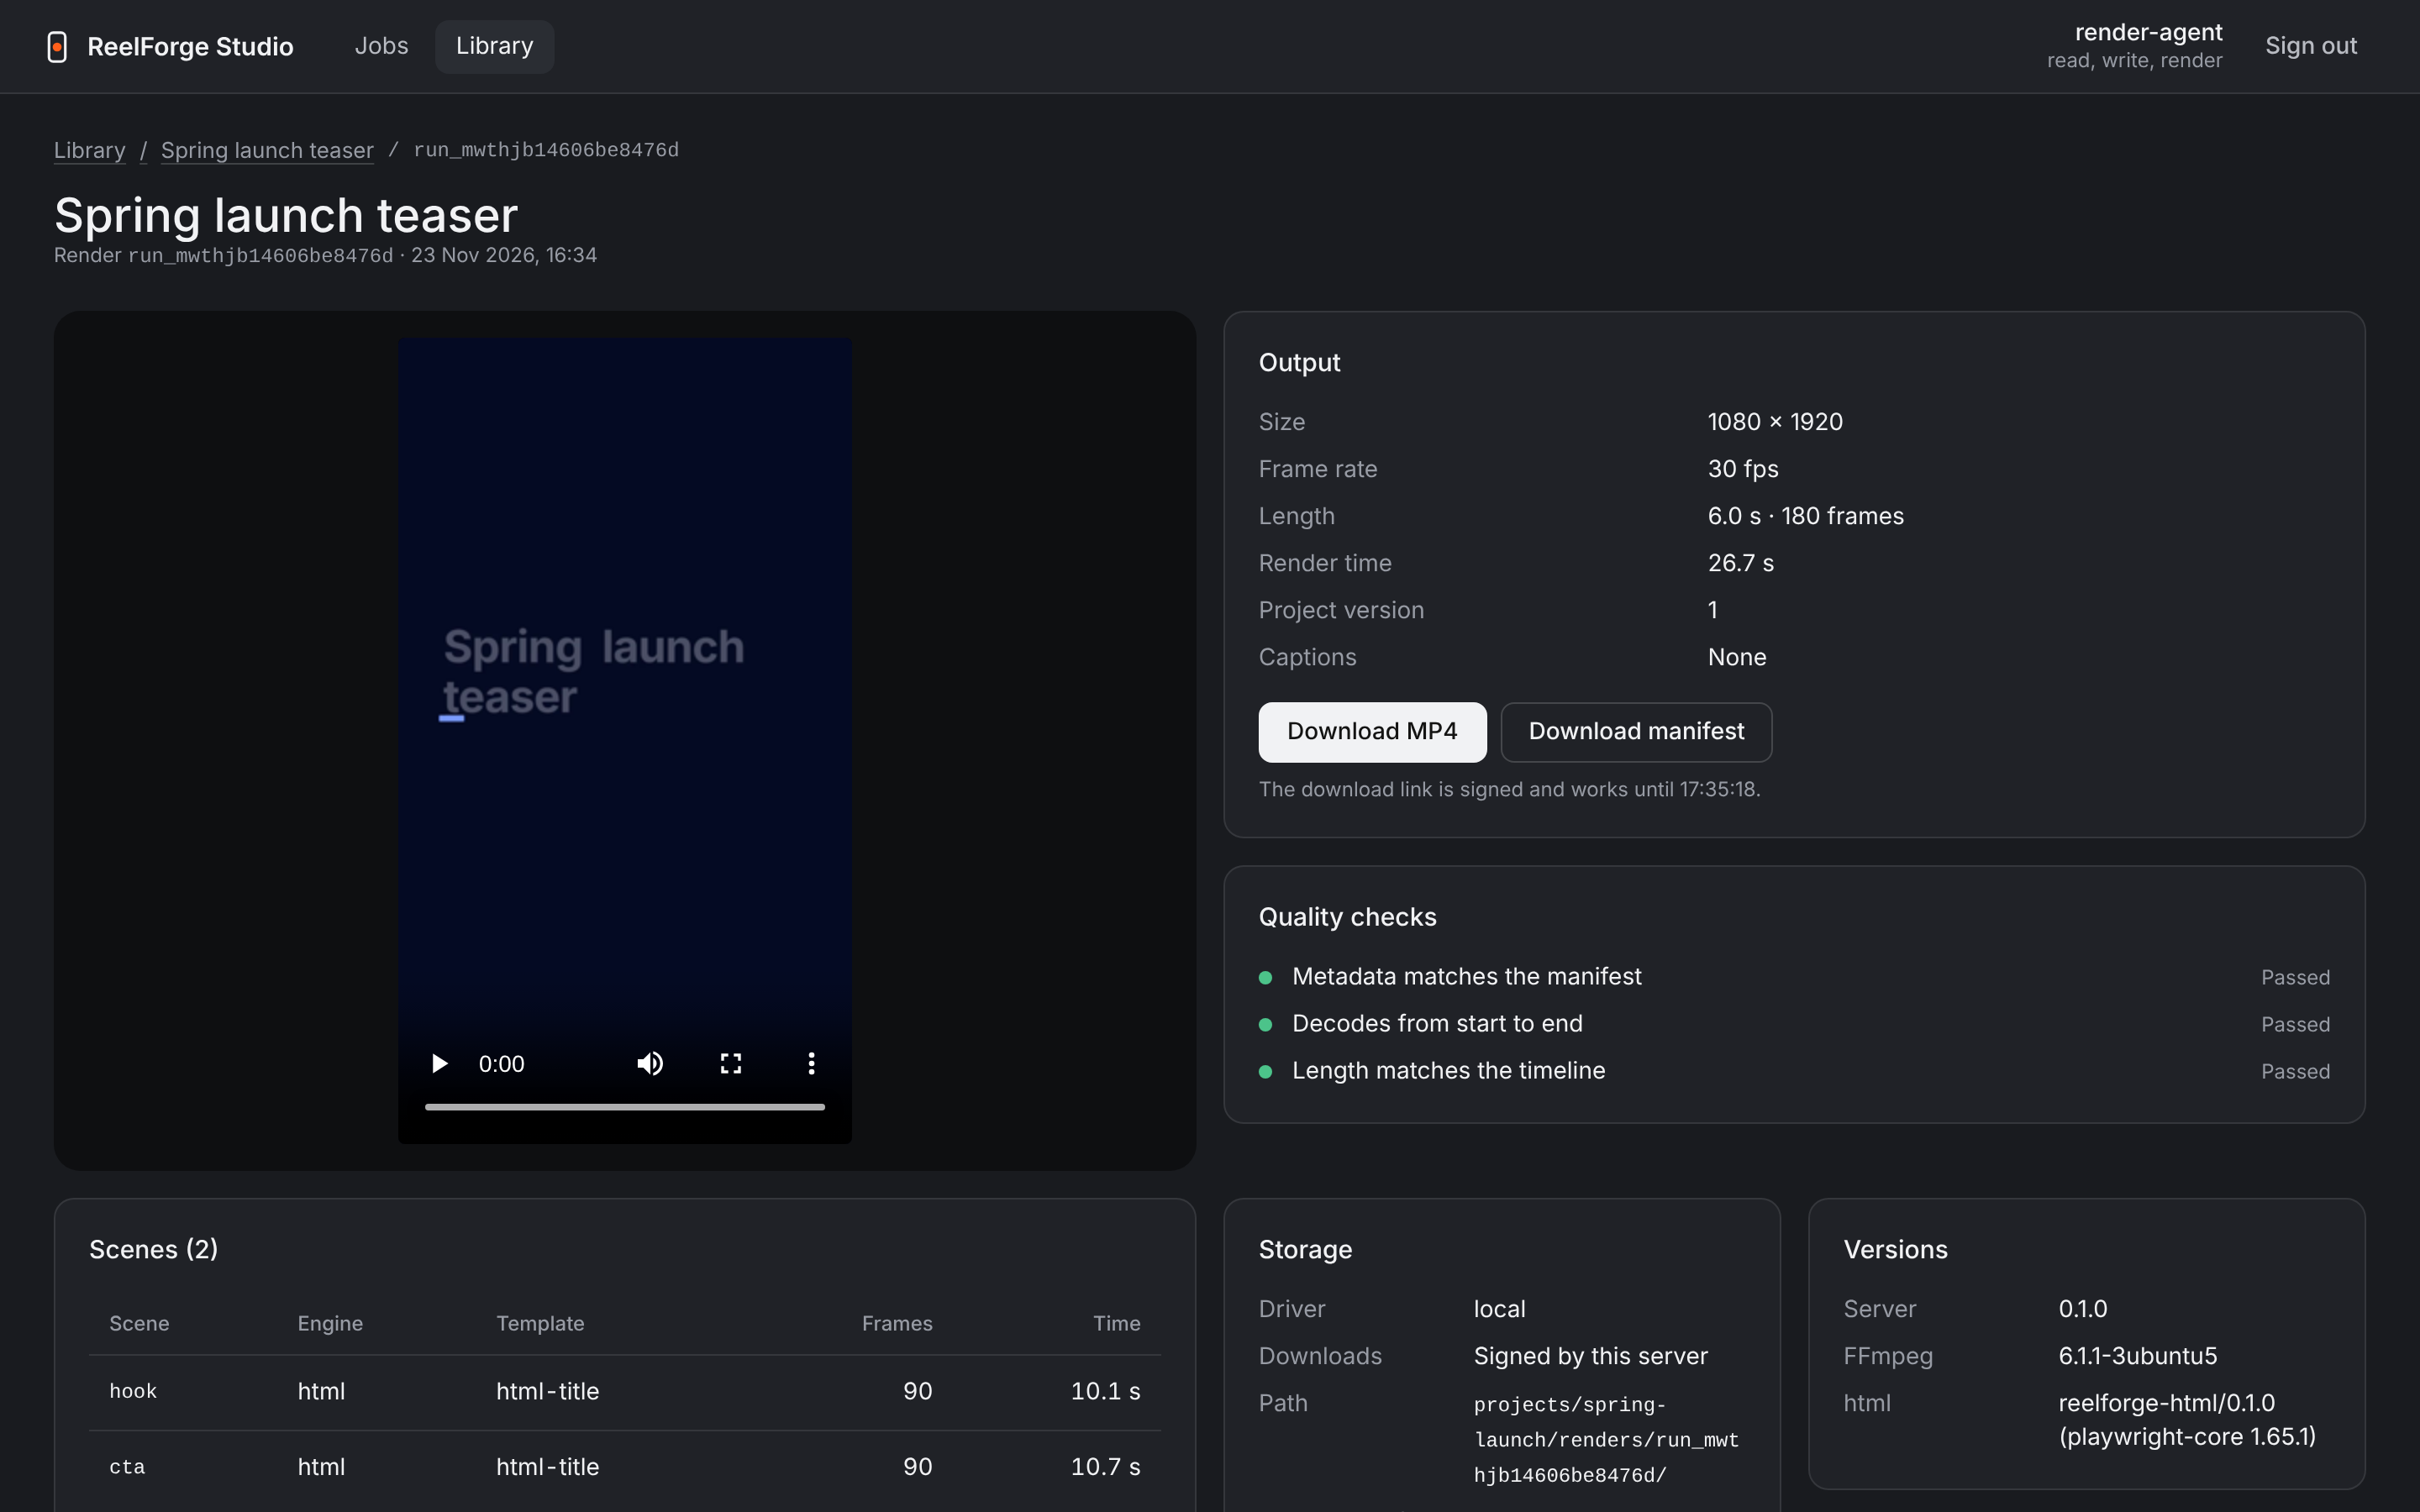 ReelForge Studio
Jobs
Library
render-agent
read, write, render
Sign out
Library / Spring launch teaser / run_mwthjb14606be8476d
Spring launch teaser
Render run_mwthjb14606be8476d · 23 Nov 2026, 16:34
Spring launch
teaser
0:00
Output
Size 1080 × 1920
Frame rate 30 fps
Length 6.0 s · 180 frames
Render time 26.7 s
Project version 1
Captions None
Download MP4
Download manifest
The download link is signed and works until 17:35:18.
Quality checks
Metadata matches the manifest Passed
Decodes from start to end Passed
Length matches the timeline Passed
Scenes (2)
Scene Engine Template Frames Time
hook html html-title 90 10.1 s
cta html html-title 90 10.7 s
Storage
Driver local
Downloads Signed by this server
Path projects/spring-
launch/renders/run_mwt
hjb14606be8476d/
Versions
Server 0.1.0
FFmpeg 6.1.1-3ubuntu5
html reelforge-html/0.1.0
(playwright-core 1.65.1)